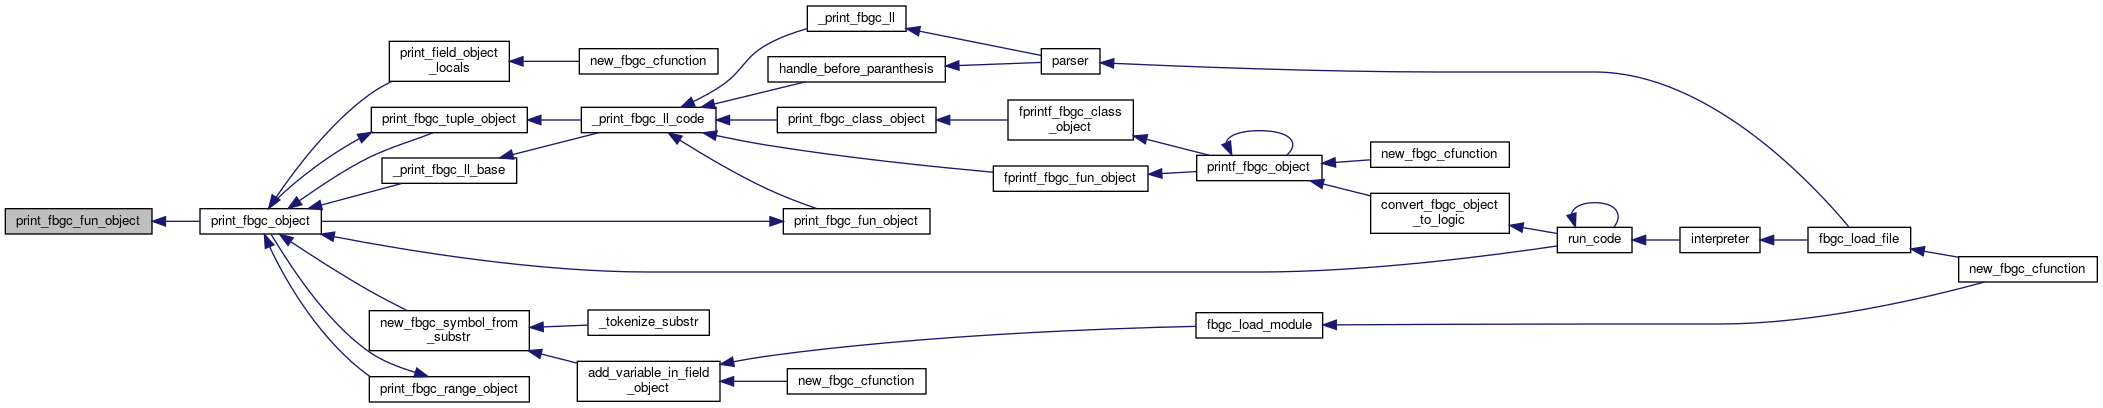 print_fbgc_fun_object
print_fbgc_object
print_field_object
_locals
new_fbgc_cfunction
print_fbgc_tuple_object
_print_fbgc_ll_base
_print_fbgc_ll_code
_print_fbgc_ll
handle_before_paranthesis
parser
print_fbgc_class_object
fprintf_fbgc_class
_object
fprintf_fbgc_fun_object
printf_fbgc_object
new_fbgc_cfunction
convert_fbgc_object
_to_logic
print_fbgc_fun_object
run_code
interpreter
fbgc_load_file
new_fbgc_cfunction
new_fbgc_symbol_from
_substr
_tokenize_substr
add_variable_in_field
_object
fbgc_load_module
new_fbgc_cfunction
print_fbgc_range_object